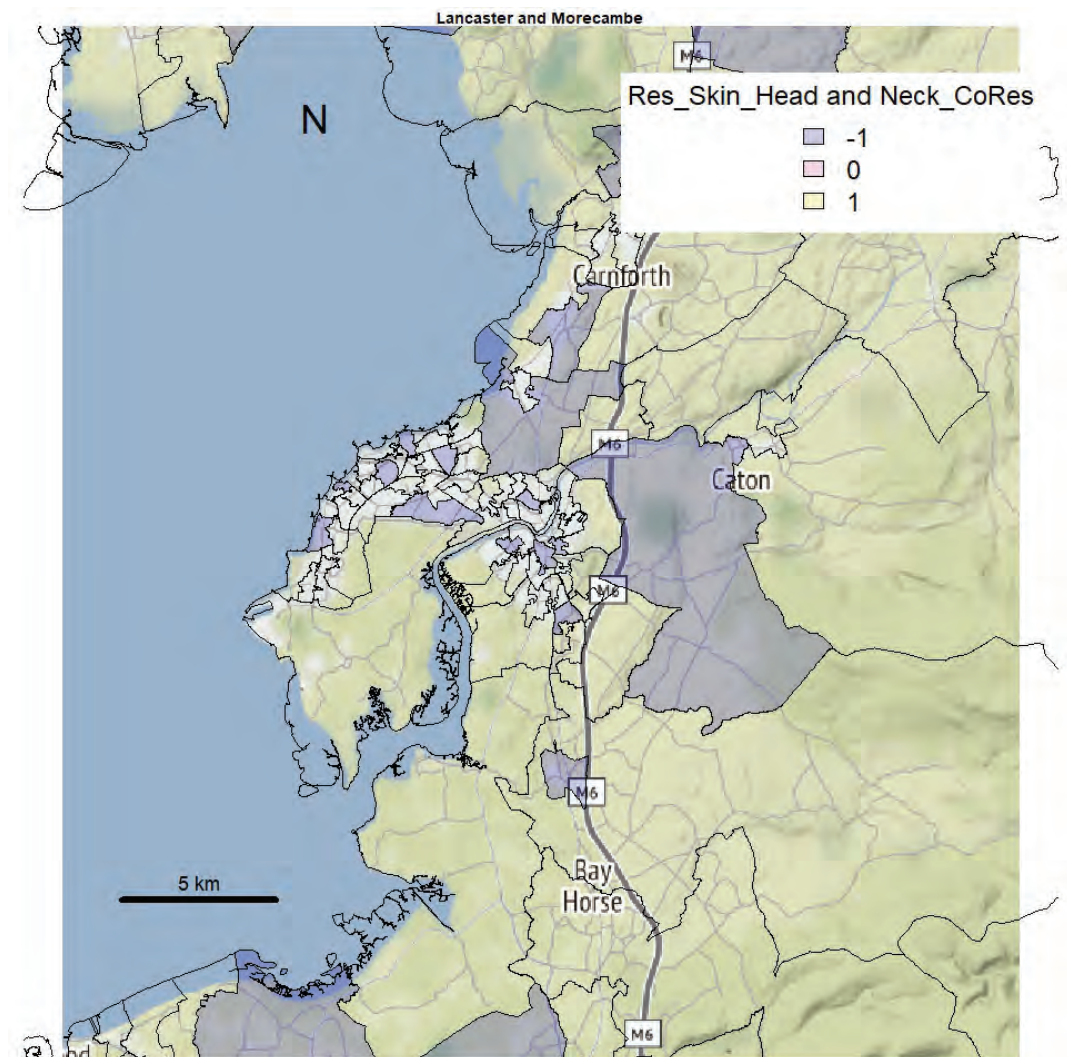 Lancaster and Morecambe
M6
N
Res_Skin_Head and Neck_CoRes
-1
0
1
Carnforth
M6
Caton
M6
M6
5 km
Bay
Horse
M6